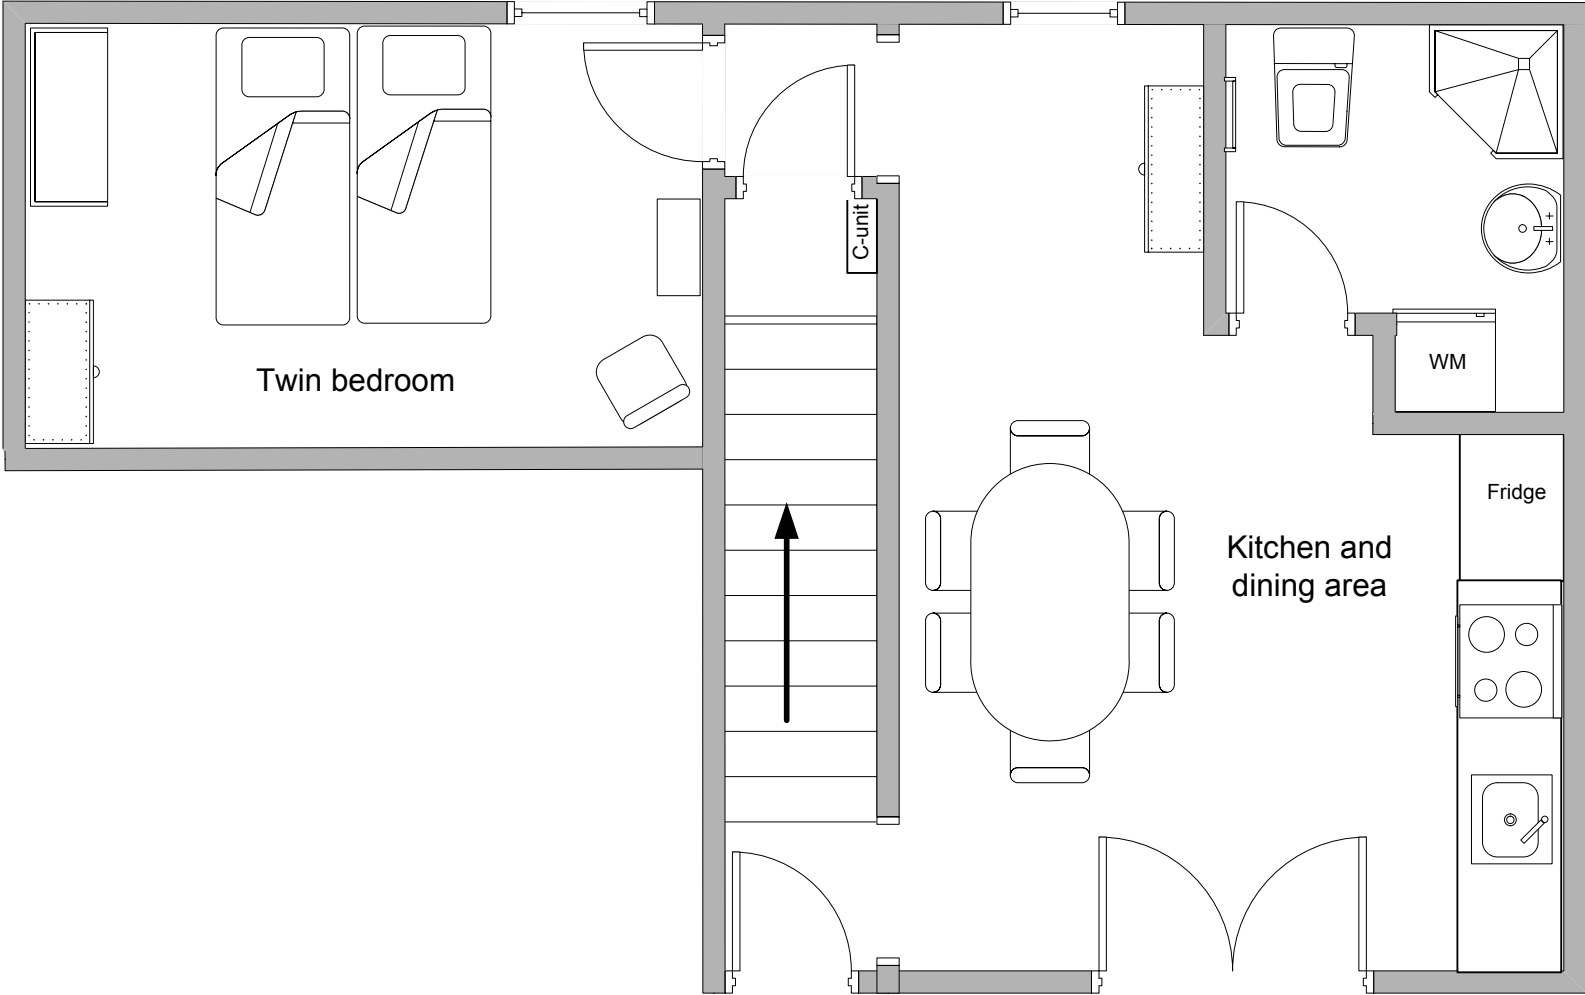 C-unit
WM
Twin bedroom
Fridge
Kitchen and
dining area